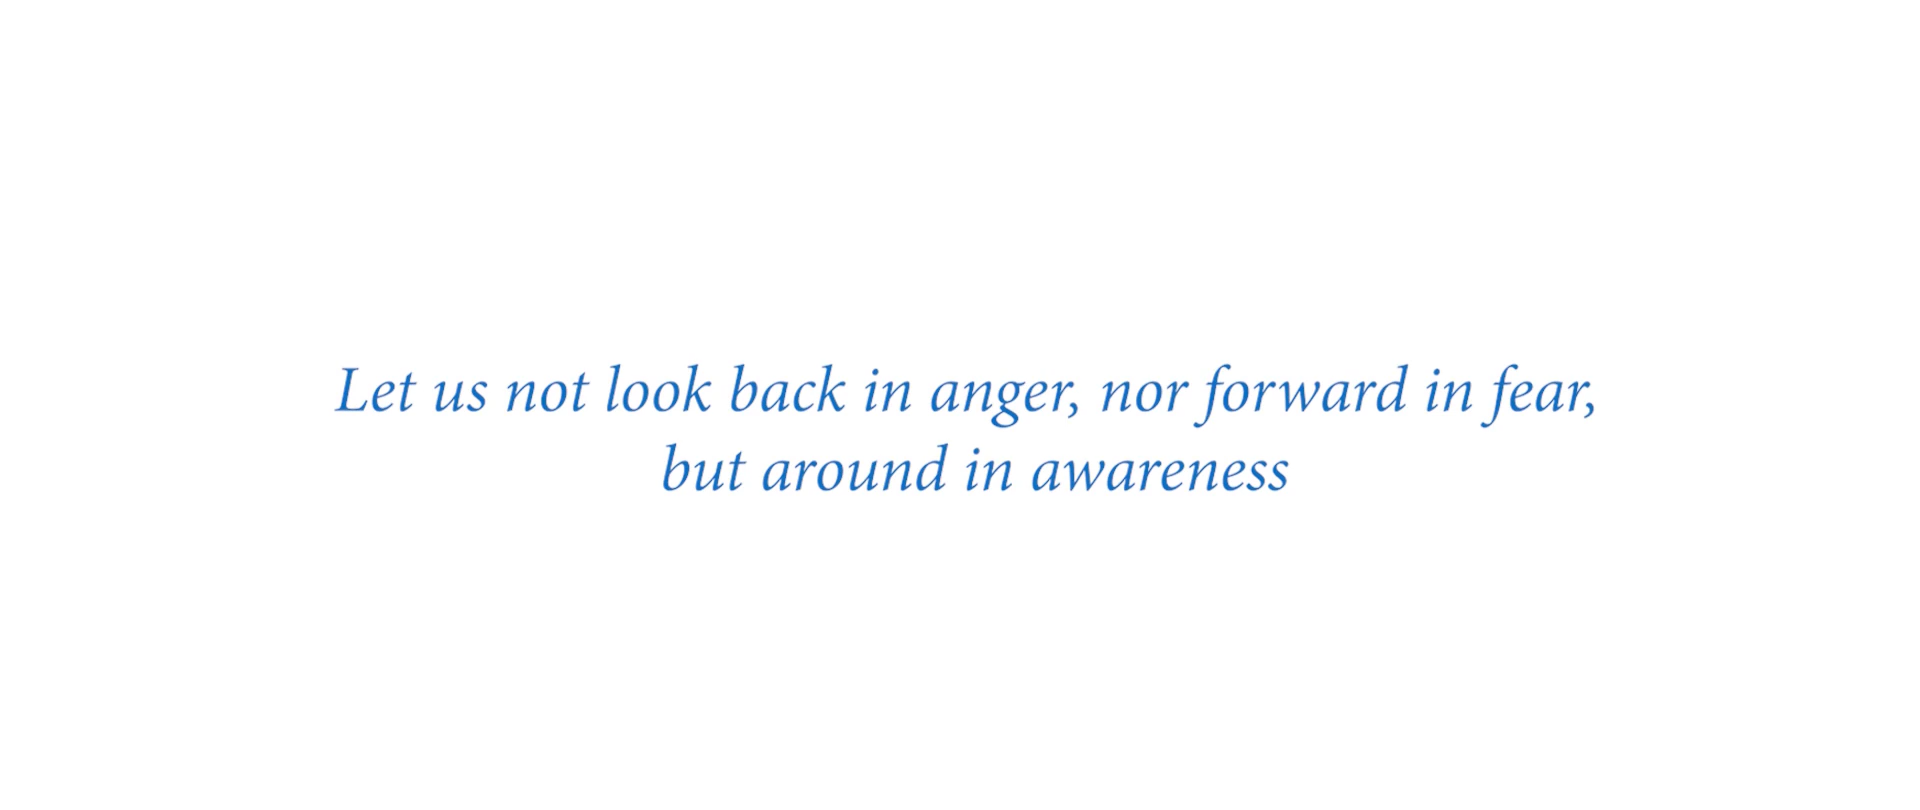 Let us not look back in anger, nor forward in fear,
but around in awareness